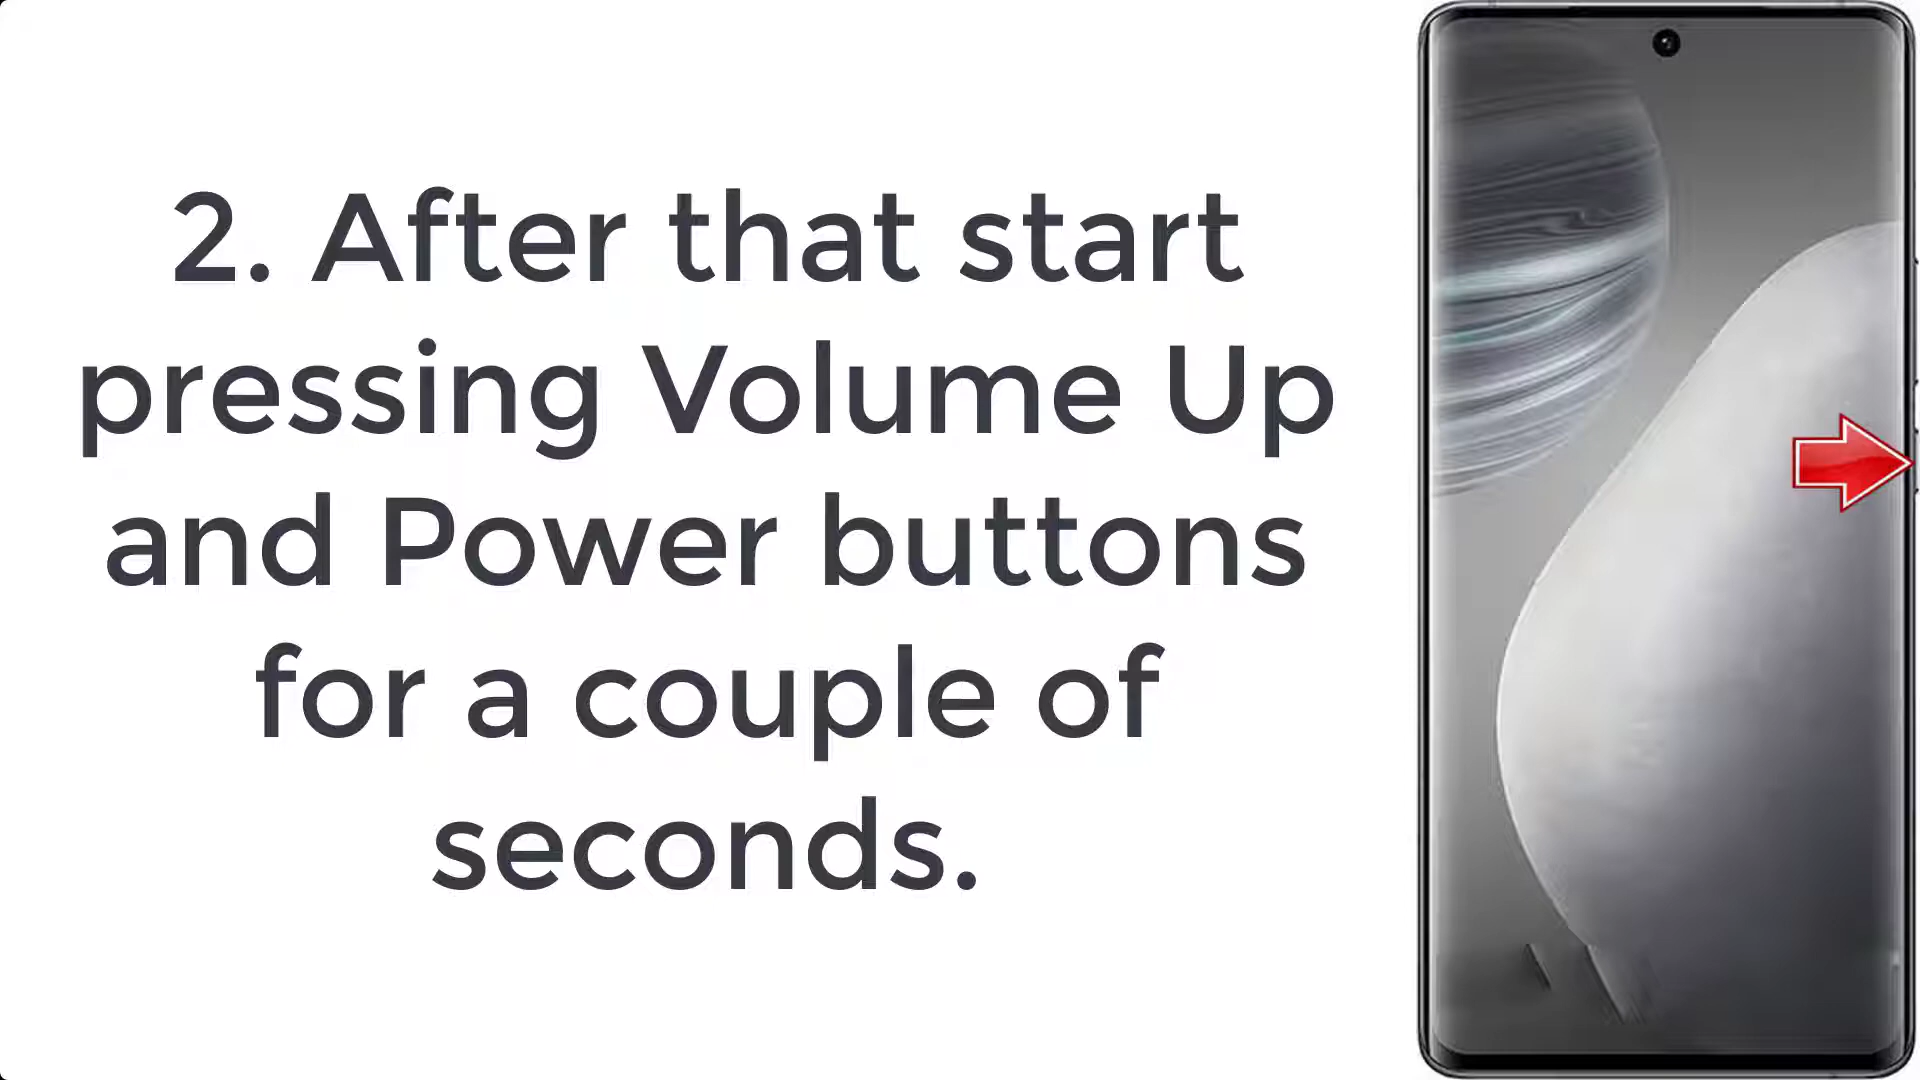 2. After that start
pressing Volume Up
and Power buttons
for a couple of
seconds.